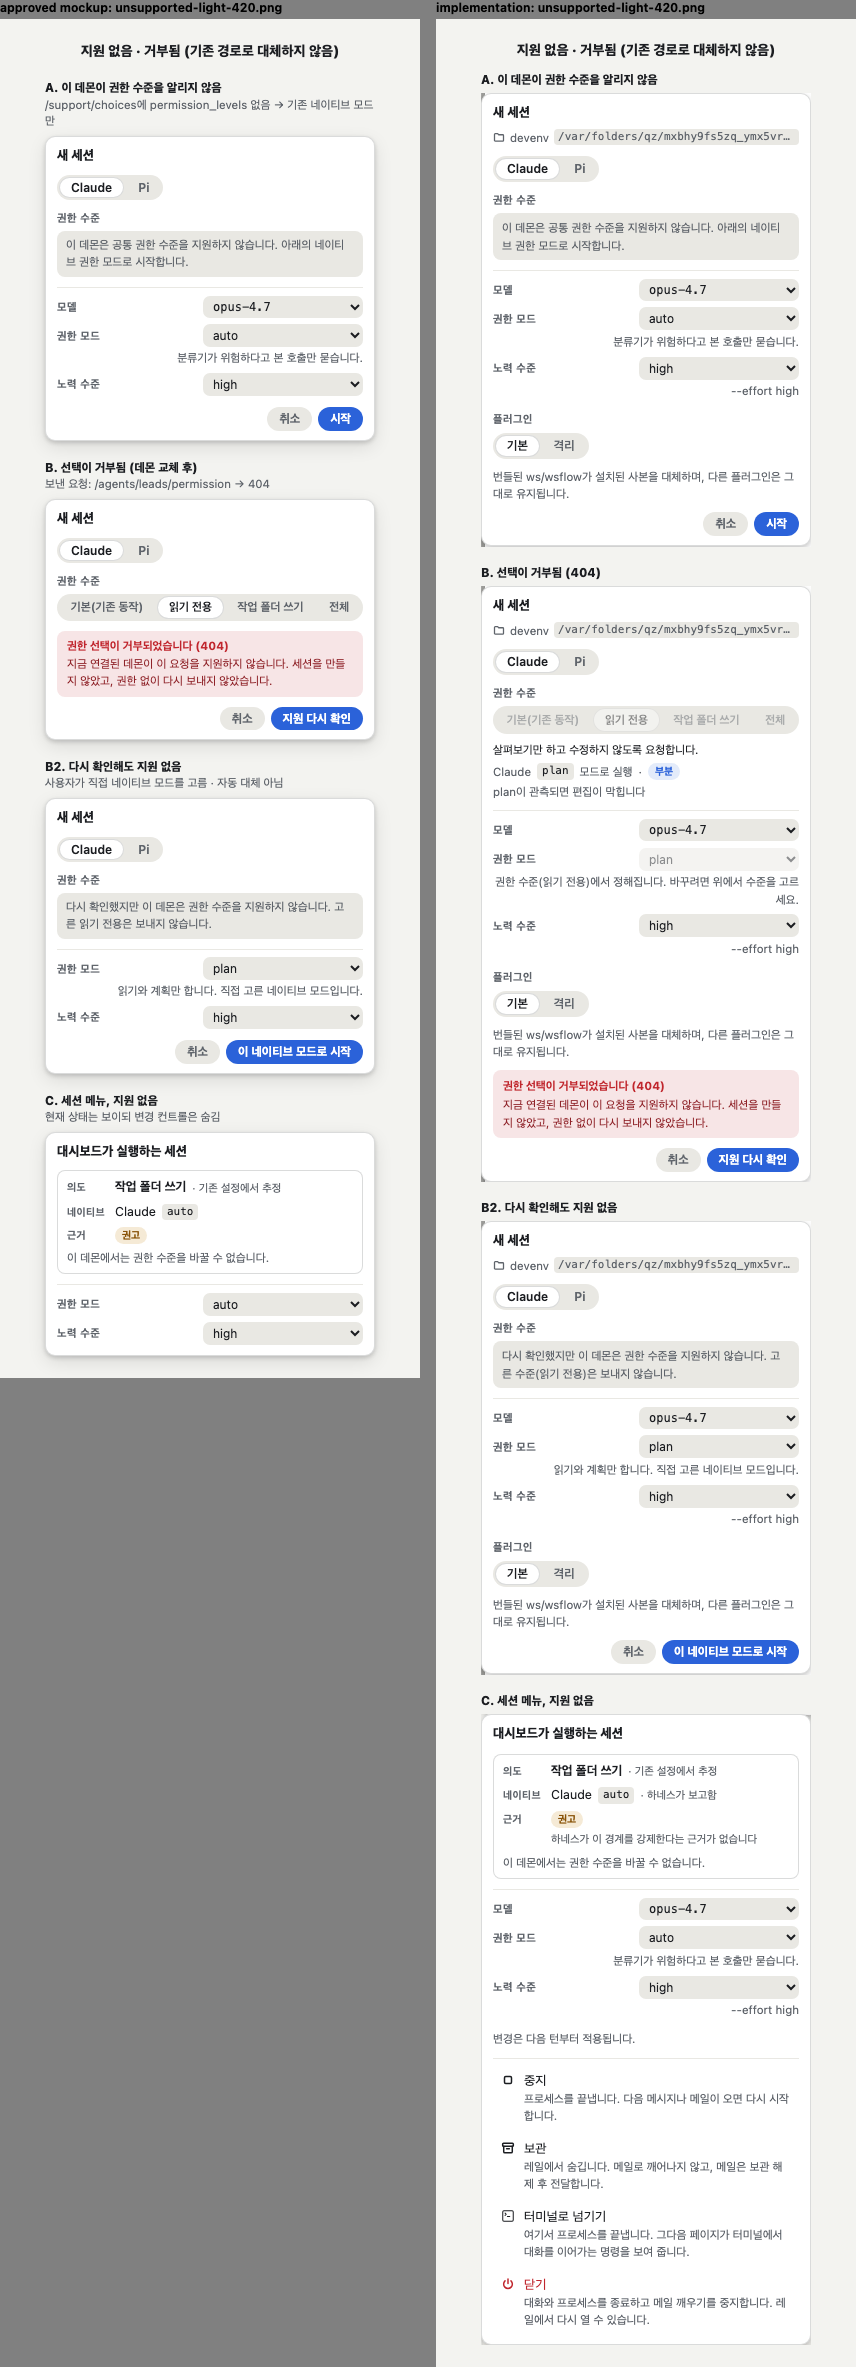 approved mockup: unsupported-light-420.png
지원 없음 · 거부됨 (기존 경로로 대체하지 않음)
A. 이 데몬이 권한 수준을 알리지 않음
/support/choices에 permission_levels 없음 → 기존 네이티브 모드
만
새 세션
Claude
Pi
권한 수준
이 데몬은 공통 권한 수준을 지원하지 않습니다. 아래의 네이티
브 권한 모드로 시작합니다.
모델
opus-4.7
권한 모드
auto
분류기가 위험하다고 본 호출만 묻습니다.
노력 수준
high
취소
시작
B. 선택이 거부됨 (데몬 교체 후)
보낸 요청: /agents/leads/permission → 404
새 세션
Claude
Pi
권한 수준
기본(기존 동작)
읽기 전용
작업 폴더 쓰기
전체
권한 선택이 거부되었습니다 (404)
지금 연결된 데몬이 이 요청을 지원하지 않습니다. 세션을 만들
지 않았고, 권한 없이 다시 보내지 않았습니다.
취소
지원 다시 확인
B2. 다시 확인해도 지원 없음
사용자가 직접 네이티브 모드를 고름 · 자동 대체 아님
새 세션
Claude
Pi
권한 수준
다시 확인했지만 이 데몬은 권한 수준을 지원하지 않습니다. 고
른 읽기 전용은 보내지 않습니다.
권한 모드
plan
읽기와 계획만 합니다. 직접 고른 네이티브 모드입니다.
노력 수준
high
취소
이 네이티브 모드로 시작
C. 세션 메뉴, 지원 없음
현재 상태는 보이되 변경 컨트롤은 숨김
대시보드가 실행하는 세션
의도
작업 폴더 쓰기 · 기존 설정에서 추정
네이티브
Claude auto
근거
권고
이 데몬에서는 권한 수준을 바꿀 수 없습니다.
권한 모드
auto
노력 수준
high
implementation: unsupported-light-420.png
지원 없음 · 거부됨 (기존 경로로 대체하지 않음)
A. 이 데몬이 권한 수준을 알리지 않음
새 세션
devenv /var/folders/qz/mxbhy9fs5zq_ymx5vr…
Claude
Pi
권한 수준
이 데몬은 공통 권한 수준을 지원하지 않습니다. 아래의 네이티
브 권한 모드로 시작합니다.
모델
opus-4.7
권한 모드
auto
분류기가 위험하다고 본 호출만 묻습니다.
노력 수준
high
--effort high
플러그인
기본
격리
번들된 ws/wsflow가 설치된 사본을 대체하며, 다른 플러그인은 그
대로 유지됩니다.
취소
시작
B. 선택이 거부됨 (404)
새 세션
devenv /var/folders/qz/mxbhy9fs5zq_ymx5vr…
Claude
Pi
권한 수준
기본(기존 동작)
읽기 전용
작업 폴더 쓰기
전체
살펴보기만 하고 수정하지 않도록 요청합니다.
Claude plan 모드로 실행 · 부분
plan이 관측되면 편집이 막힙니다
모델
opus-4.7
권한 모드
plan
권한 수준(읽기 전용)에서 정해집니다. 바꾸려면 위에서 수준을 고르
세요.
노력 수준
high
--effort high
플러그인
기본
격리
번들된 ws/wsflow가 설치된 사본을 대체하며, 다른 플러그인은 그
대로 유지됩니다.
권한 선택이 거부되었습니다 (404)
지금 연결된 데몬이 이 요청을 지원하지 않습니다. 세션을 만들
지 않았고, 권한 없이 다시 보내지 않았습니다.
취소
지원 다시 확인
B2. 다시 확인해도 지원 없음
새 세션
devenv /var/folders/qz/mxbhy9fs5zq_ymx5vr…
Claude
Pi
권한 수준
다시 확인했지만 이 데몬은 권한 수준을 지원하지 않습니다. 고
른 수준(읽기 전용)은 보내지 않습니다.
모델
opus-4.7
권한 모드
plan
읽기와 계획만 합니다. 직접 고른 네이티브 모드입니다.
노력 수준
high
--effort high
플러그인
기본
격리
번들된 ws/wsflow가 설치된 사본을 대체하며, 다른 플러그인은 그
대로 유지됩니다.
취소
이 네이티브 모드로 시작
C. 세션 메뉴, 지원 없음
대시보드가 실행하는 세션
의도
작업 폴더 쓰기 · 기존 설정에서 추정
네이티브
Claude auto · 하네스가 보고함
근거
권고
하네스가 이 경계를 강제한다는 근거가 없습니다
이 데몬에서는 권한 수준을 바꿀 수 없습니다.
모델
opus-4.7
권한 모드
auto
분류기가 위험하다고 본 호출만 묻습니다.
노력 수준
high
--effort high
변경은 다음 턴부터 적용됩니다.
중지
프로세스를 끝냅니다. 다음 메시지나 메일이 오면 다시 시작
합니다.
보관
레일에서 숨깁니다. 메일로 깨어나지 않고, 메일은 보관 해
제 후 전달합니다.
터미널로 넘기기
여기서 프로세스를 끝냅니다. 그다음 페이지가 터미널에서
대화를 이어가는 명령을 보여 줍니다.
닫기
대화와 프로세스를 종료하고 메일 깨우기를 중지합니다. 레
일에서 다시 열 수 있습니다.